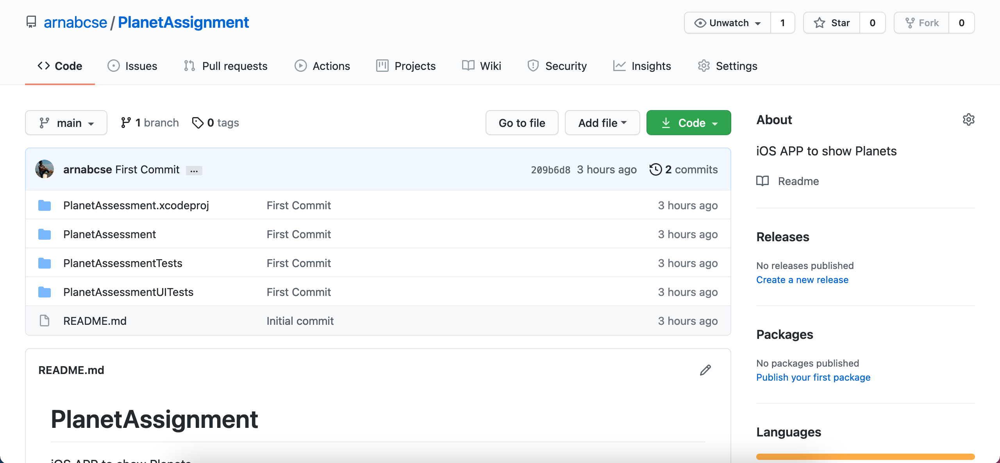 arnabcse / PlanetAssignment
Unwatch 1 Star 0 Fork 0
Code Issues Pull requests Actions Projects Wiki Security Insights Settings
main 1 branch 0 tags Go to file Add file Code
arnabcse First Commit ... 209b6d8 3 hours ago 2 commits
PlanetAssessment.xcodeproj First Commit 3 hours ago
PlanetAssessment First Commit 3 hours ago
PlanetAssessmentTests First Commit 3 hours ago
PlanetAssessmentUITests First Commit 3 hours ago
README.md Initial commit 3 hours ago
README.md
PlanetAssignment
iOS APP to show Planets
About
iOS APP to show Planets
Readme
Releases
No releases published
Create a new release
Packages
No packages published
Publish your first package
Languages